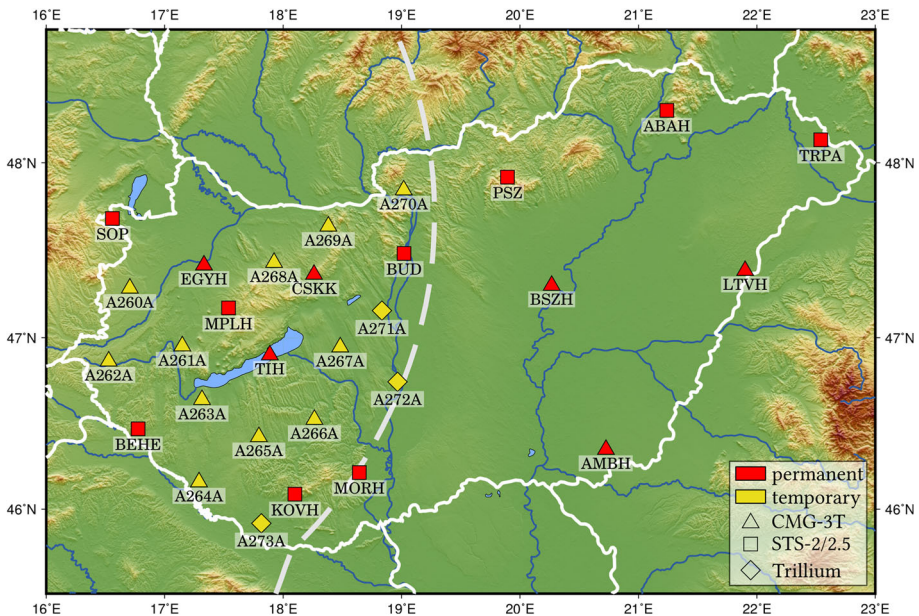 16°E 17°E 18°E 19°E 20°E 21°E 22°E 23°E
48°N 48°N
47°N 47°N
46°N 46°N
ABAH
TRPA
PSZ
A270A
SOP
A269A
BUD
EGYH
A268A
CSKK
LTVH
BSZH
A260A
MPLH
A271A
A261A
A267A
TIH
A262A
A272A
A263A
A266A
BEHE
A265A
AMBH
MORH
A264A
KOVH
A273A
permanent
temporary
CMG-3T
STS-2/2.5
Trillium
16°E 17°E 18°E 19°E 20°E 21°E 22°E 23°E